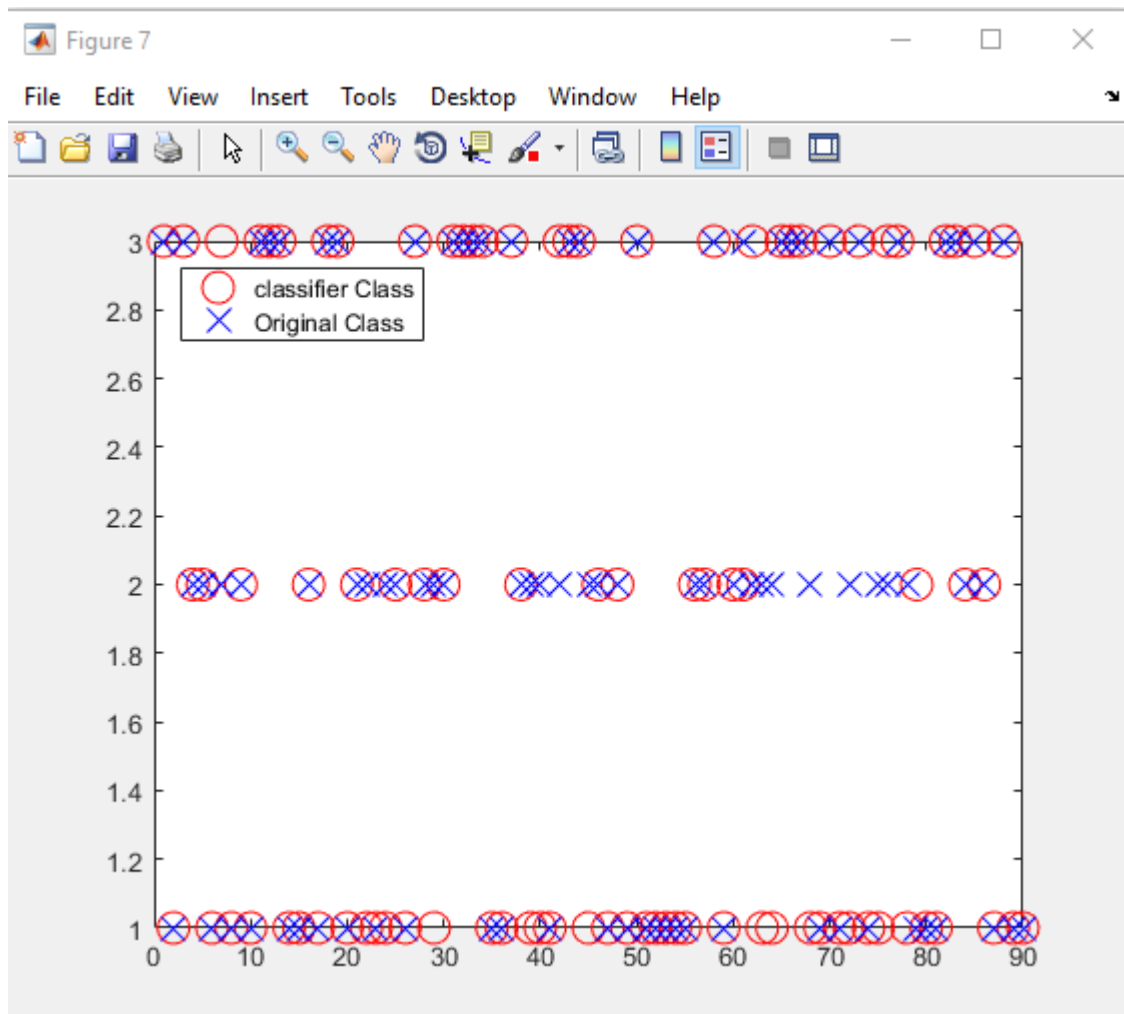 Figure 7
File Edit View Insert Tools Desktop Window Help
3
classifier Class
Original Class
2.8
2.6
2.4
2.2
2
1.8
1.6
1.4
1.2
1
0 10 20 30 40 50 60 70 80 90